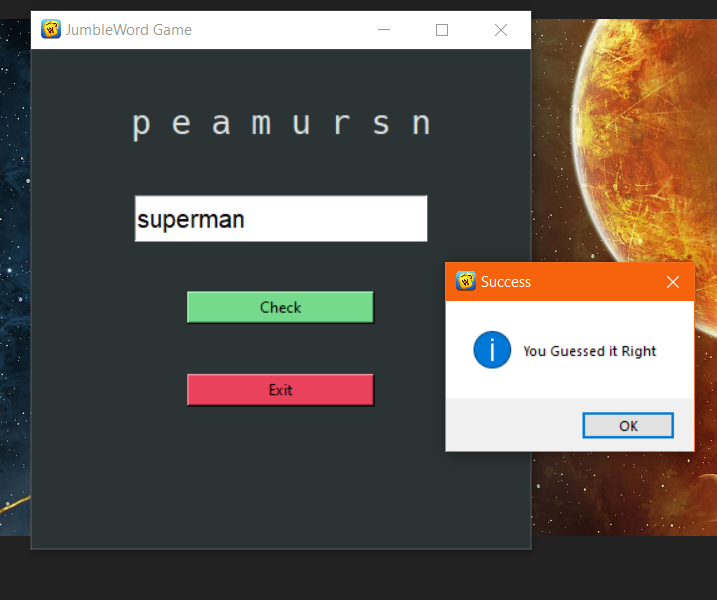 JumbleWord Game
p e a m u r s n
superman
Check
Exit
Success
You Guessed it Right
OK